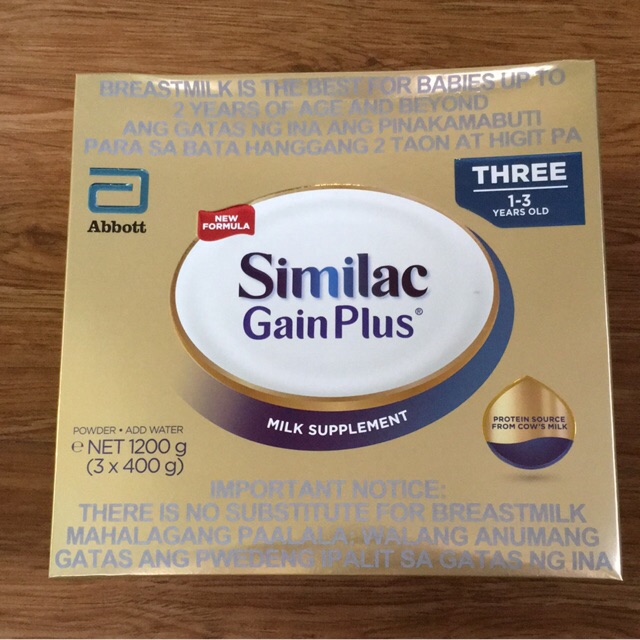 BREASTMILK IS THE BEST FOR BABIES UP TO
2 YEARS OF AGE AND BEYOND
ANG GATAS NG INA ANG PINAKAMABUTI
PARA SA BATA HANGGANG 2 TAON AT HIGIT PA
Abbott
THREE
1-3
YEARS OLD
NEW
FORMULA
Similac
Gain Plus®
MILK SUPPLEMENT
PROTEIN SOURCE
FROM COW'S MILK
POWDER • ADD WATER
e NET 1200 g
(3 x 400 g)
IMPORTANT NOTICE:
THERE IS NO SUBSTITUTE FOR BREASTMILK
MAHALAGANG PAALALA: WALANG ANUMANG
GATAS ANG PWEDENG IPALIT SA GATAS NG INA